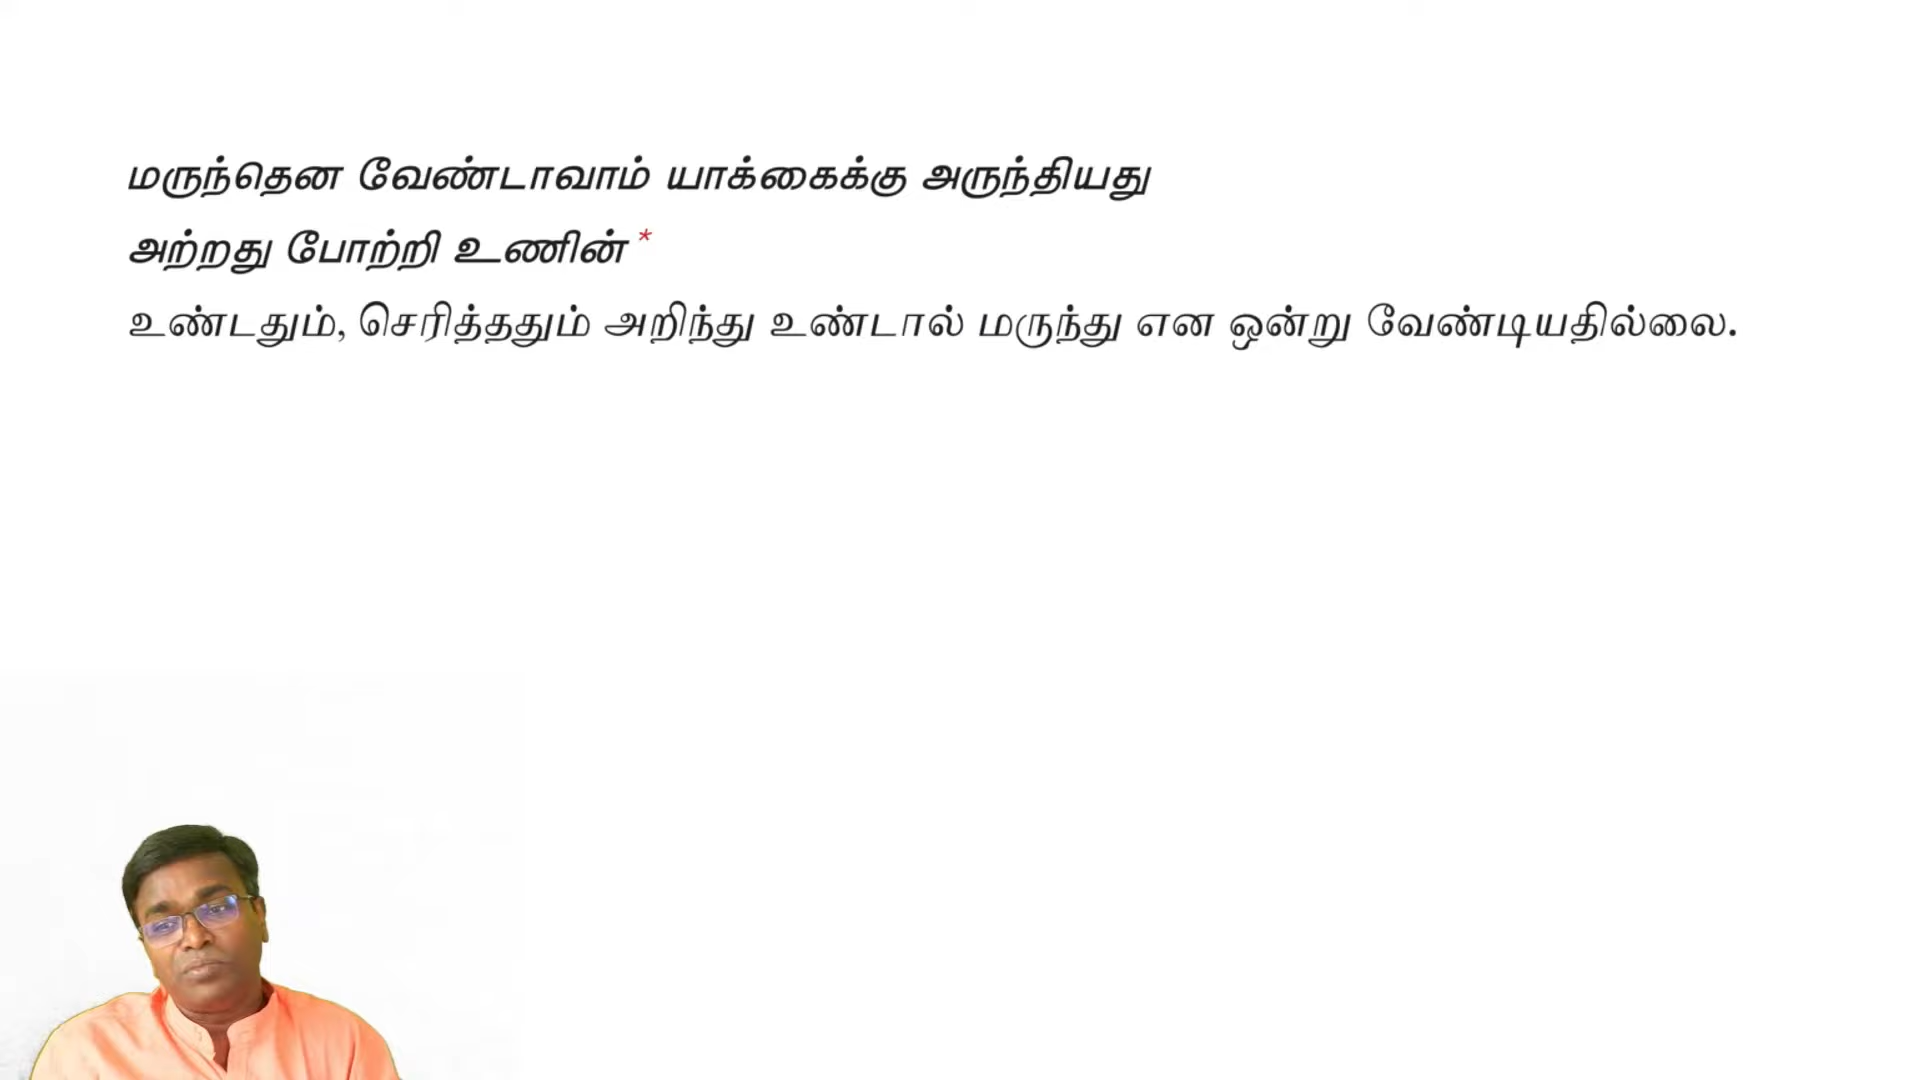 மருந்தென வேண்டாவாம் யாக்கைக்கு அருந்தியது
அற்றது போற்றி உணின் *
உண்டதும், செரித்ததும் அறிந்து உண்டால் மருந்து என ஒன்று வேண்டியதில்லை.